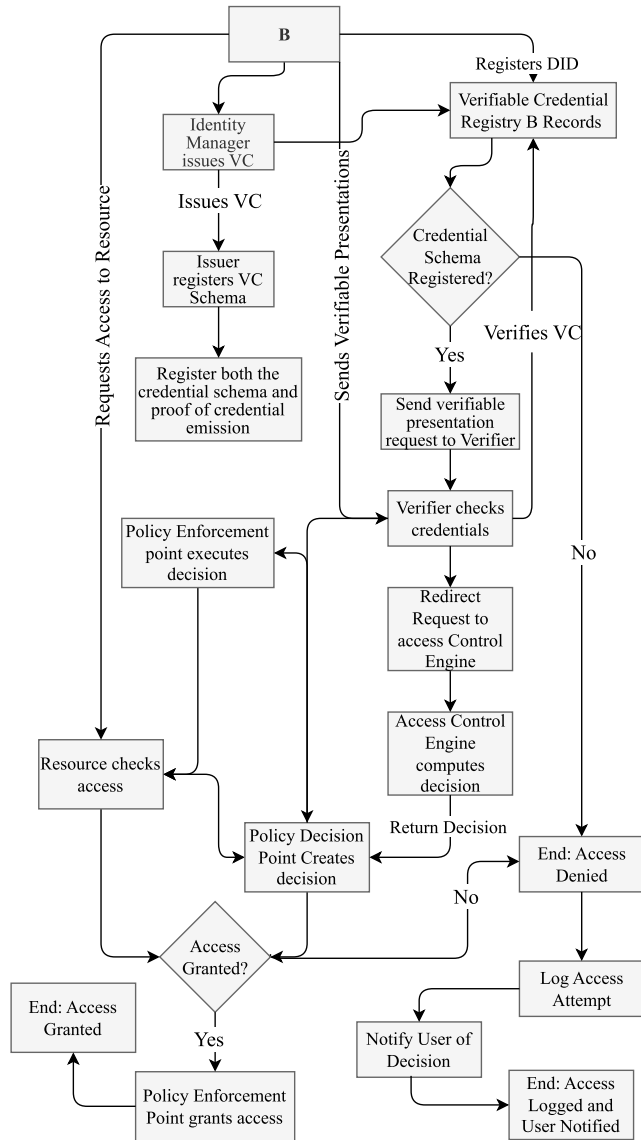 B
Registers DID
Verifiable Credential
Registry B Records
Identity
Manager
issues VC
Issues VC
Requests Access to Resource
Sends Verifiable Presentations
Credential
Schema
Registered?
Issuer
registers VC
Schema
Verifies VC
Yes
Register both the
credential schema and
proof of credential
emission
Send verifiable
presentation
request to Verifier
Verifier checks
credentials
Policy Enforcement
point executes
decision
No
Redirect
Request to
access Control
Engine
Resource checks
access
Access Control
Engine
computes
decision
Return Decision
Policy Decision
Point Creates
decision
End: Access
Denied
No
Access
Granted?
Log Access
Attempt
End: Access
Granted
Yes
Notify User of
Decision
Policy Enforcement
Point grants access
End: Access
Logged and
User Notified